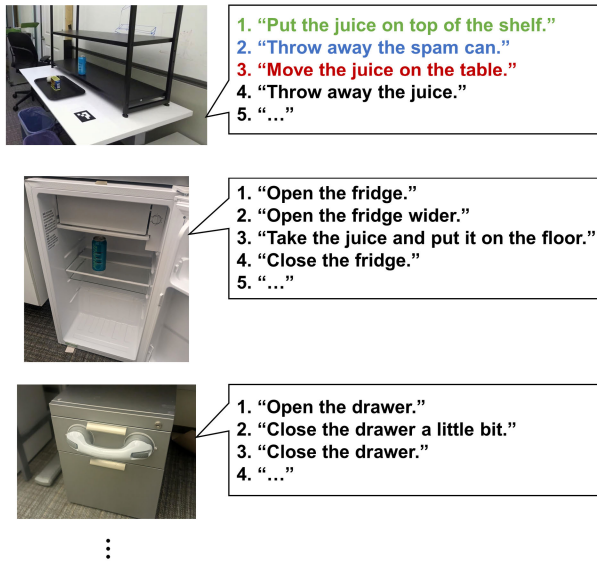 1. “Put the juice on top of the shelf.”
2. “Throw away the spam can.”
3. “Move the juice on the table.”
4. “Throw away the juice.”
5. “…”
1. “Open the fridge.”
2. “Open the fridge wider.”
3. “Take the juice and put it on the floor.”
4. “Close the fridge.”
5. “…”
1. “Open the drawer.”
2. “Close the drawer a little bit.”
3. “Close the drawer.”
4. “…”